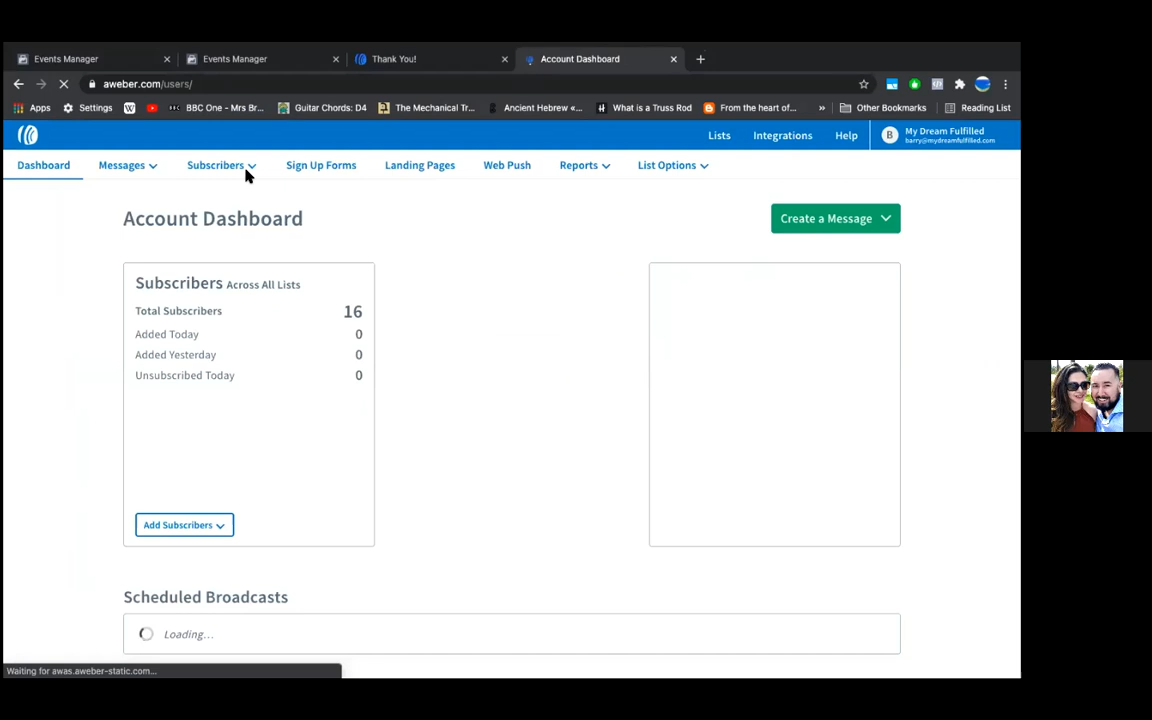 Events Manager
Events Manager
Thank You!
Account Dashboard
aweber.com/users/
Apps
Settings
BBC One - Mrs Br...
Guitar Chords: D4
The Mechanical Tr...
Ancient Hebrew «...
What is a Truss Rod
From the heart of...
»
Other Bookmarks
Reading List
Lists
Integrations
Help
B
My Dream Fulfilled
barry@mydreamfulfilled.com
Dashboard
Messages
Subscribers
Sign Up Forms
Landing Pages
Web Push
Reports
List Options
Account Dashboard
Create a Message
Subscribers Across All Lists
Total Subscribers 16
Added Today 0
Added Yesterday 0
Unsubscribed Today 0
Add Subscribers
Scheduled Broadcasts
Loading...
Waiting for awas.aweber-static.com...